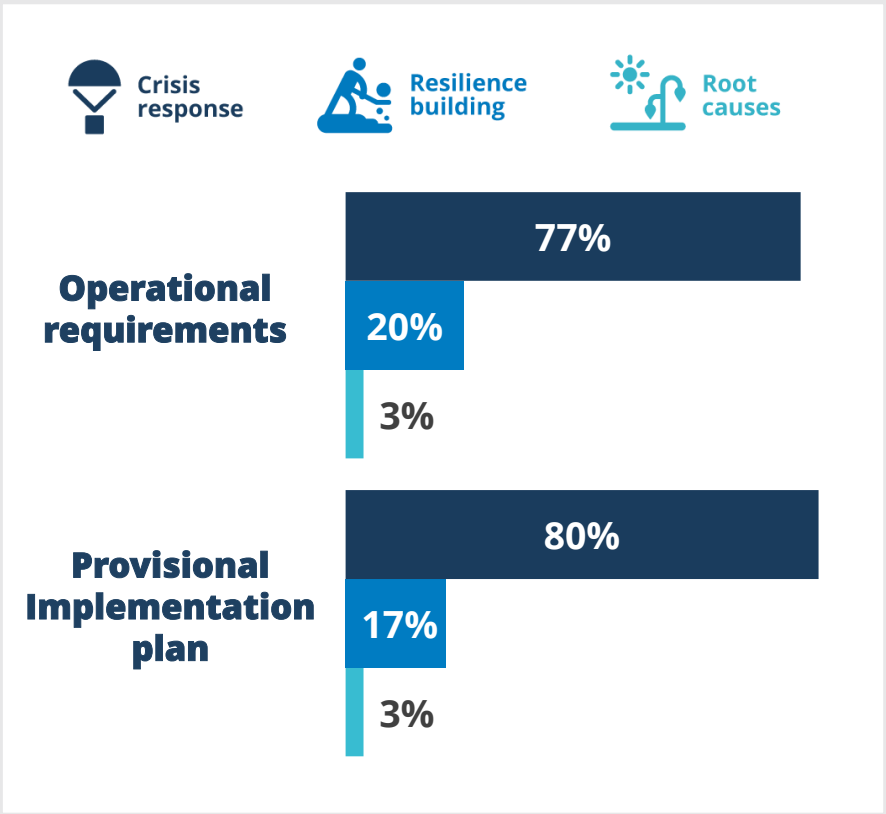 Crisis
response
Resilience
building
Root
causes
Operational
requirements
77%
20%
3%
Provisional
Implementation
plan
80%
17%
3%